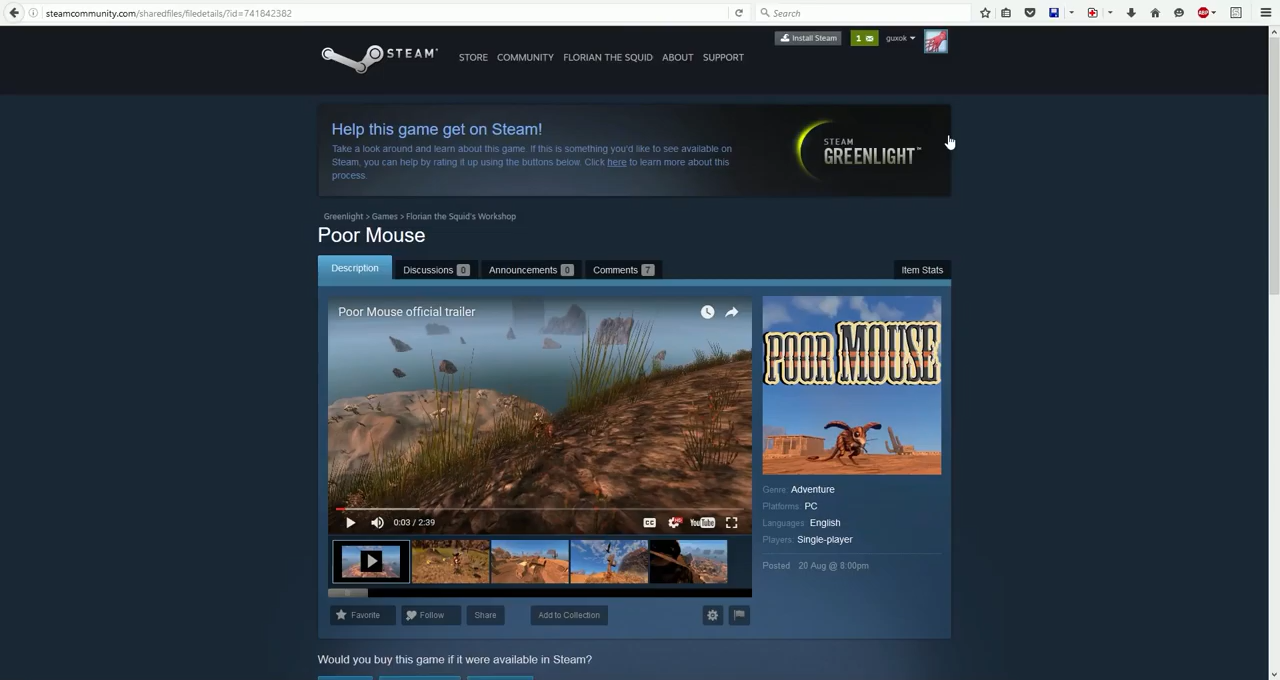 steamcommunity.com/sharedfiles/filedetails/?id=741842382
Search
ABP
STEAM
STORE COMMUNITY FLORIAN THE SQUID ABOUT SUPPORT
Install Steam
1
guxok
Help this game get on Steam!
Take a look around and learn about this game. If this is something you'd like to see available on
Steam, you can help by rating it up using the buttons below. Click here to learn more about this
process.
STEAM
GREENLIGHT™
Greenlight > Games > Florian the Squid's Workshop
Poor Mouse
Description Discussions 0 Announcements 0 Comments 7 Item Stats
Poor Mouse official trailer
0:03 / 2:39
CC
HD
YouTube
POOR MOUSE
Genre: Adventure
Platforms: PC
Languages: English
Players: Single-player
Posted 20 Aug @ 8:00pm
Favorite Follow Share Add to Collection
Would you buy this game if it were available in Steam?